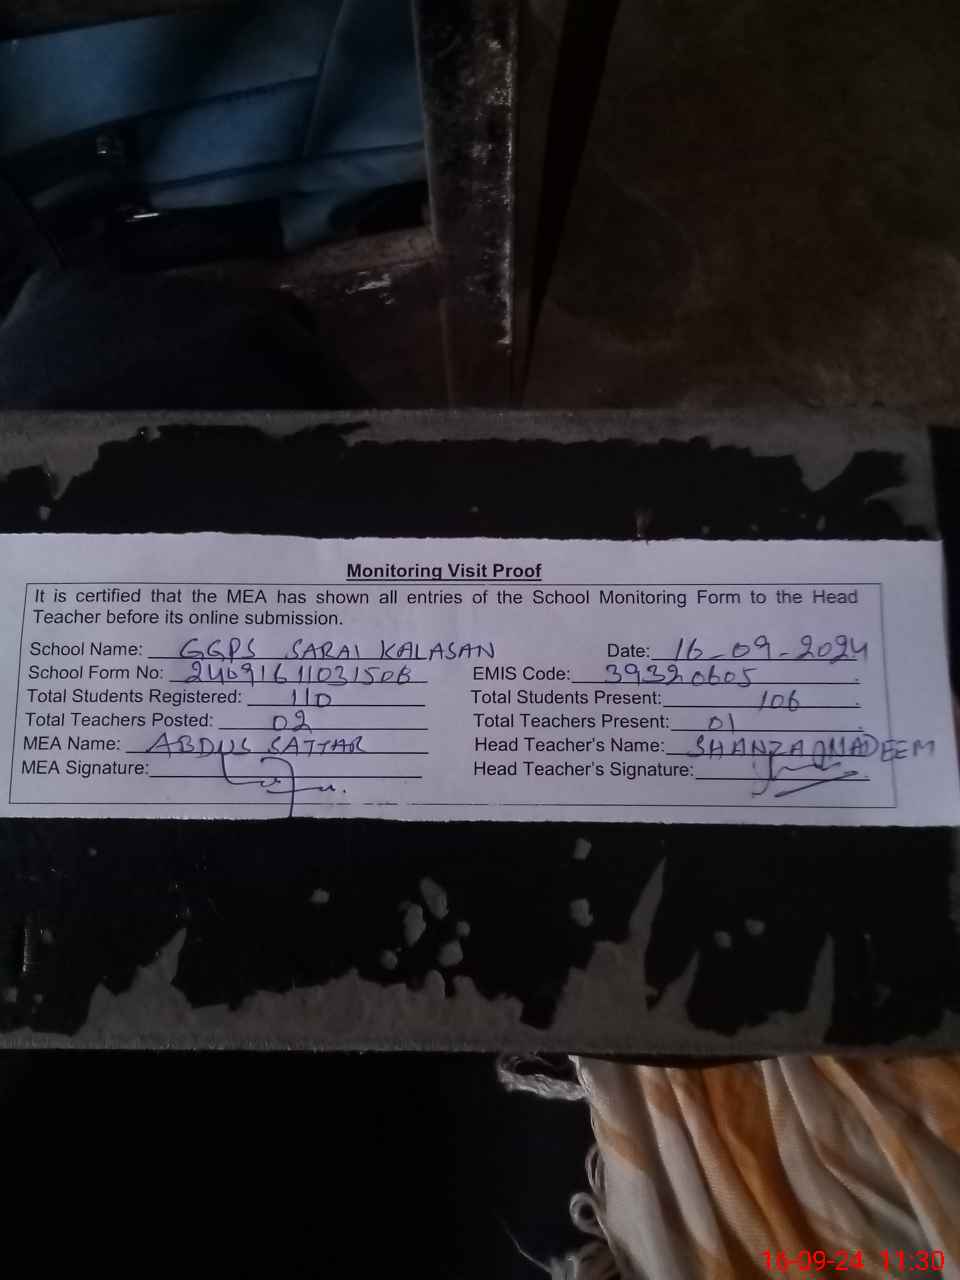 Monitoring Visit Proof
It is certified that the MEA has shown all entries of the School Monitoring Form to the Head
Teacher before its online submission.
School Name: GGPS SARAI KALASAN Date: 16-09-2024
School Form No: 24091611031508 EMIS Code: 39320605
Total Students Registered: 110 Total Students Present: 106
Total Teachers Posted: 02 Total Teachers Present: 01
MEA Name: ABDUS SATTAR Head Teacher's Name: SHANZA
MEA Signature: Head Teacher's Signature:
16-09-24 11:30